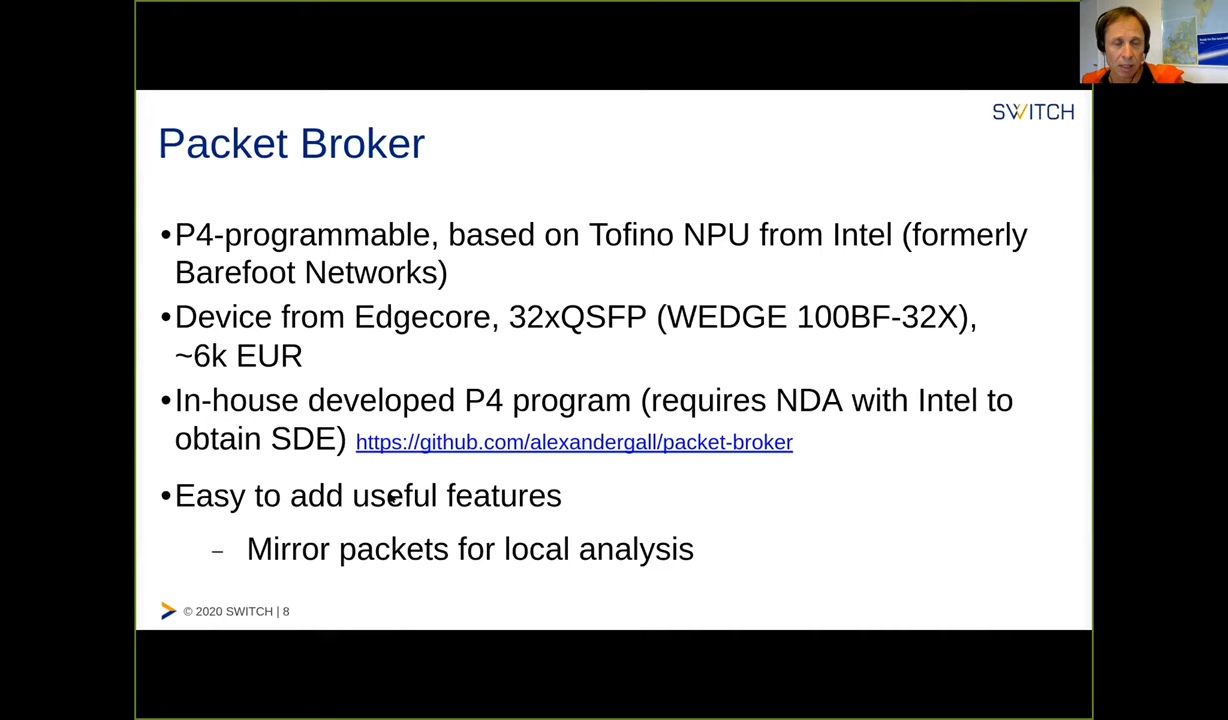 SWITCH
Packet Broker
•P4-programmable, based on Tofino NPU from Intel (formerly
Barefoot Networks)
•Device from Edgecore, 32xQSFP (WEDGE 100BF-32X),
~6k EUR
•In-house developed P4 program (requires NDA with Intel to
obtain SDE) https://github.com/alexandergall/packet-broker
•Easy to add useful features
– Mirror packets for local analysis
© 2020 SWITCH | 8